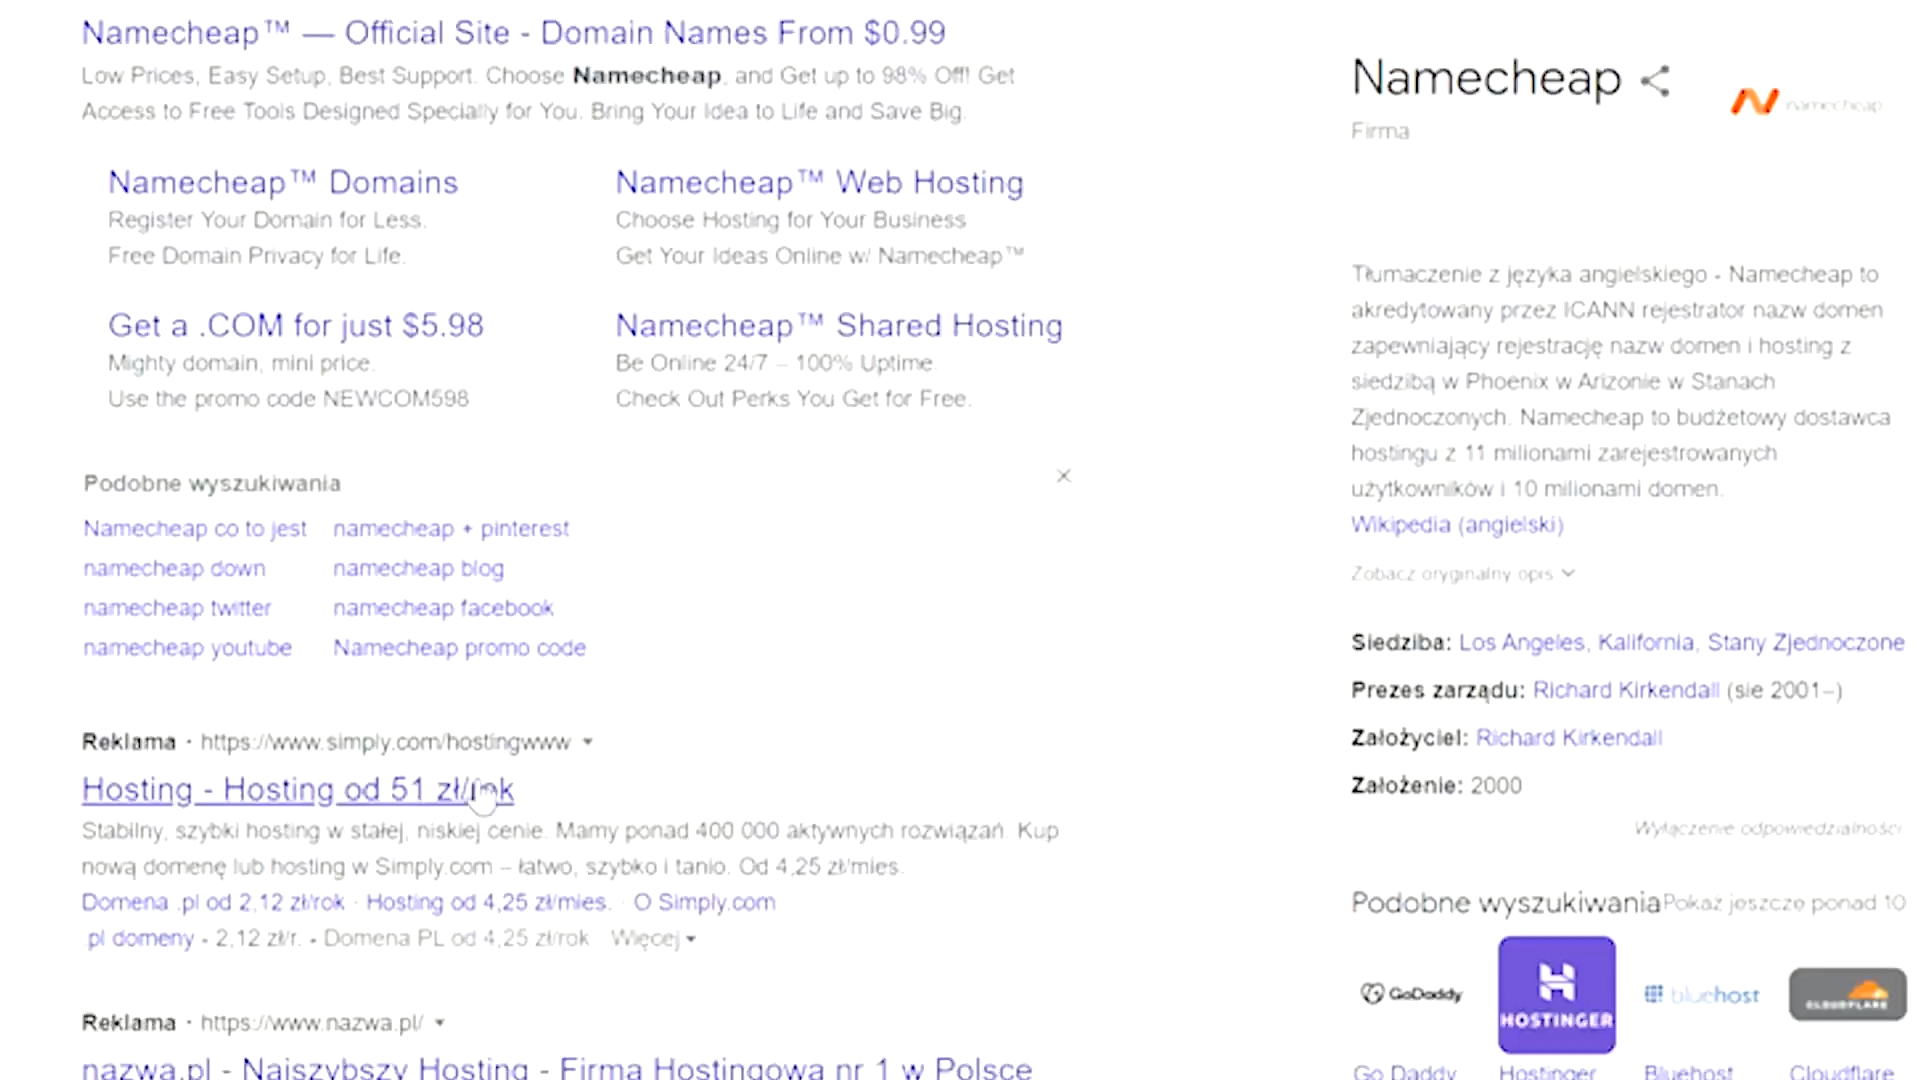 Namecheap™ — Official Site - Domain Names From $0.99
Low Prices, Easy Setup, Best Support. Choose Namecheap, and Get up to 98% Off! Get
Access to Free Tools Designed Specially for You. Bring Your Idea to Life and Save Big.
Namecheap™ Domains
Register Your Domain for Less.
Free Domain Privacy for Life.
Namecheap™ Web Hosting
Choose Hosting for Your Business
Get Your Ideas Online w/ Namecheap™
Get a .COM for just $5.98
Mighty domain, mini price.
Use the promo code NEWCOM598
Namecheap™ Shared Hosting
Be Online 24/7 – 100% Uptime.
Check Out Perks You Get for Free.
Podobne wyszukiwania
Namecheap co to jest
namecheap + pinterest
namecheap down
namecheap blog
namecheap twitter
namecheap facebook
namecheap youtube
Namecheap promo code
Reklama · https://www.simply.com/hostingwww
Hosting - Hosting od 51 zł/rok
Stabilny, szybki hosting w stałej, niskiej cenie. Mamy ponad 400 000 aktywnych rozwiązań. Kup
nową domenę lub hosting w Simply.com – łatwo, szybko i tanio. Od 4,25 zł/mies.
Domena .pl od 2,12 zł/rok · Hosting od 4,25 zł/mies. · O Simply.com
pl domeny - 2,12 zł/r. - Domena PL od 4,25 zł/rok Więcej
Reklama · https://www.nazwa.pl/
nazwa.pl - Najszybszy Hosting - Firma Hostingowa nr 1 w Polsce
Namecheap
namecheap
Firma
Tłumaczenie z języka angielskiego - Namecheap to
akredytowany przez ICANN rejestrator nazw domen
zapewniający rejestrację nazw domen i hosting z
siedzibą w Phoenix w Arizonie w Stanach
Zjednoczonych. Namecheap to budżetowy dostawca
hostingu z 11 milionami zarejestrowanych
użytkowników i 10 milionami domen.
Wikipedia (angielski)
Zobacz oryginalny opis
Siedziba: Los Angeles, Kalifornia, Stany Zjednoczone
Prezes zarządu: Richard Kirkendall (sie 2001–)
Założyciel: Richard Kirkendall
Założenie: 2000
Wyłączenie odpowiedzialności
Podobne wyszukiwania
Pokaż jeszcze ponad 10
GoDaddy
HOSTINGER
bluehost
CLOUDFLARE
Go Daddy
Hostinger
Bluehost
Cloudflare